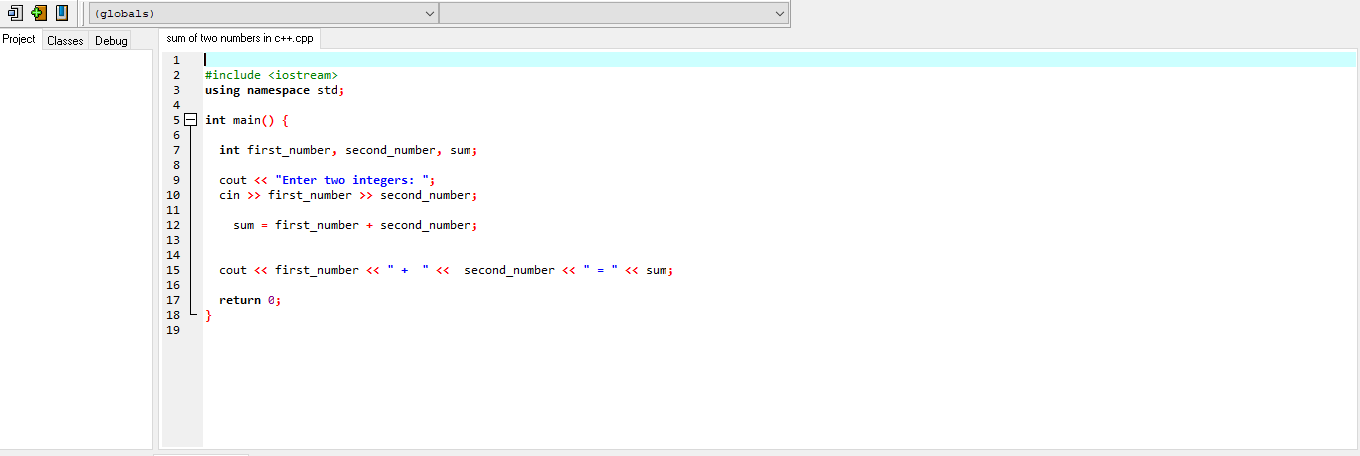 (globals)
Project Classes Debug
sum of two numbers in c++.cpp
1
2 #include <iostream>
3 using namespace std;
4
5 int main() {
6
7 int first_number, second_number, sum;
8
9 cout << "Enter two integers: ";
10 cin >> first_number >> second_number;
11
12 sum = first_number + second_number;
13
14
15 cout << first_number << " +  " <<  second_number << " = " << sum;
16
17 return 0;
18 }
19